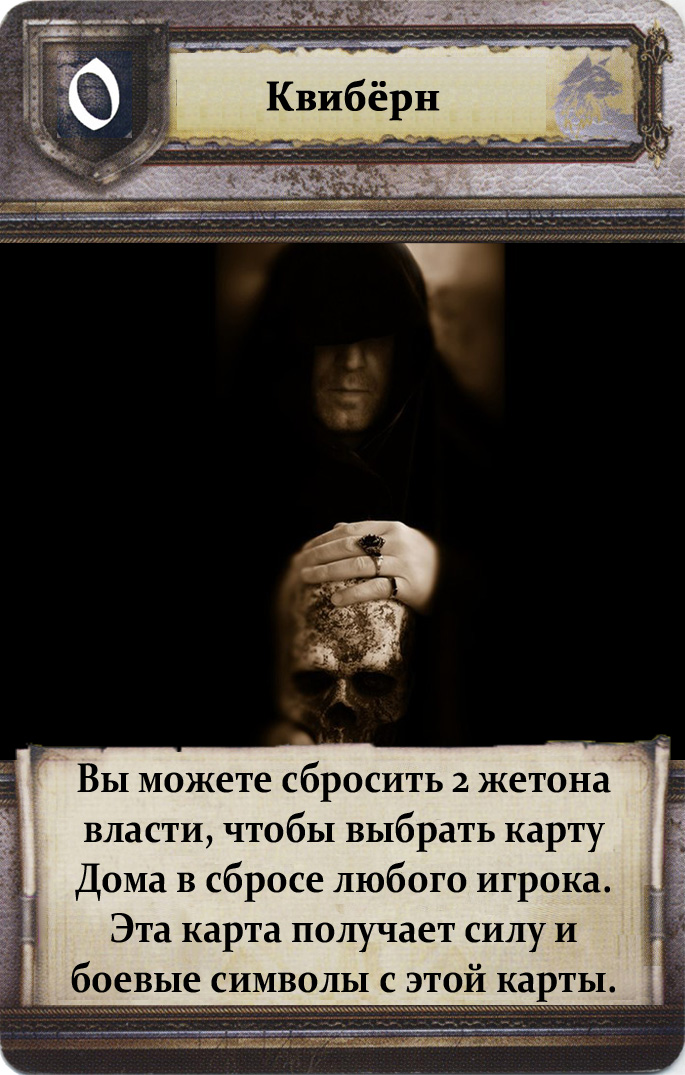 0
Квибёрн
Вы можете сбросить 2 жетона
власти, чтобы выбрать карту
Дома в сбросе любого игрока.
Эта карта получает силу и
боевые символы с этой карты.